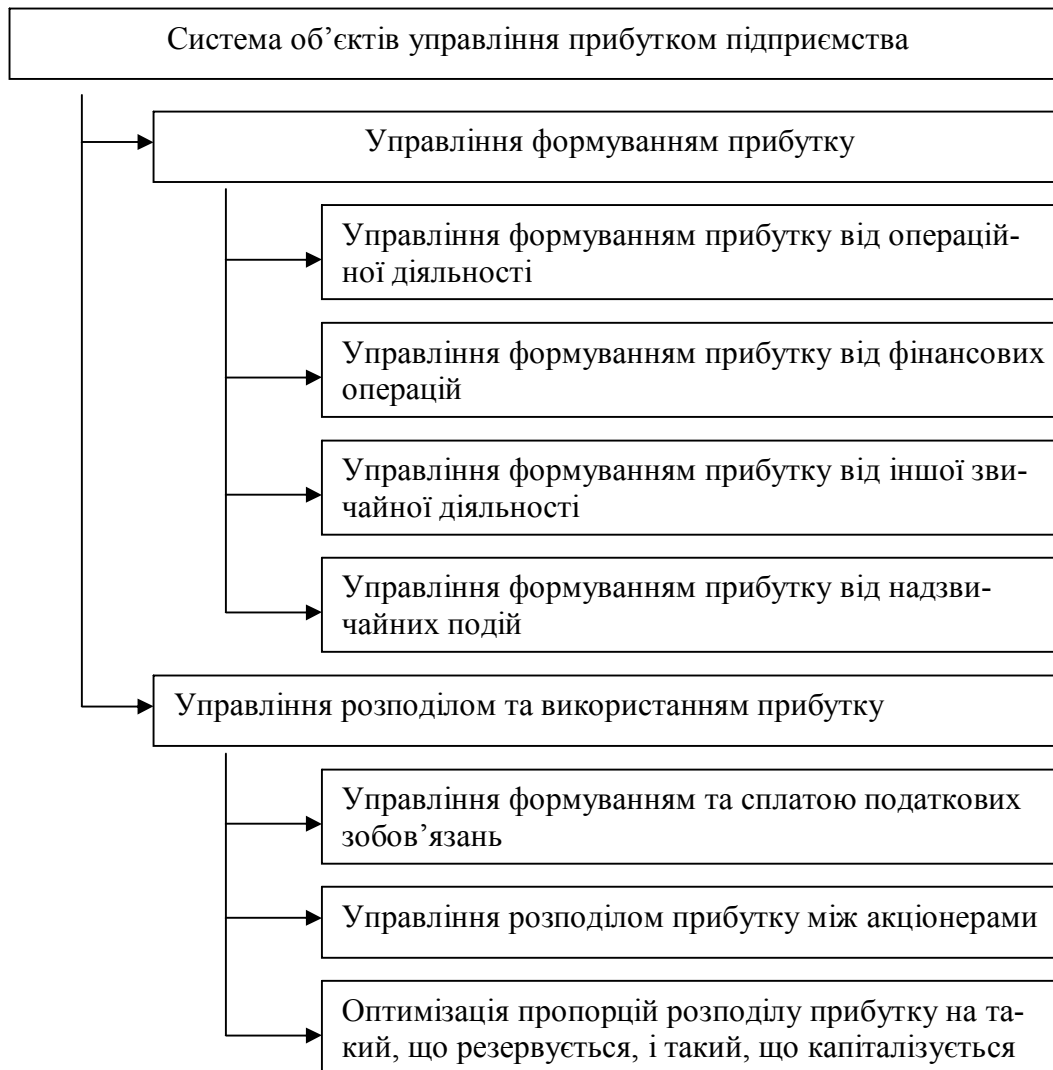 Система об’єктів управління прибутком підприємства
Управління формуванням прибутку
Управління формуванням прибутку від операцій-
ної діяльності
Управління формуванням прибутку від фінансових
операцій
Управління формуванням прибутку від іншої зви-
чайної діяльності
Управління формуванням прибутку від надзви-
чайних подій
Управління розподілом та використанням прибутку
Управління формуванням та сплатою податкових
зобов’язань
Управління розподілом прибутку між акціонерами
Оптимізація пропорцій розподілу прибутку на та-
кий, що резервується, і такий, що капіталізується